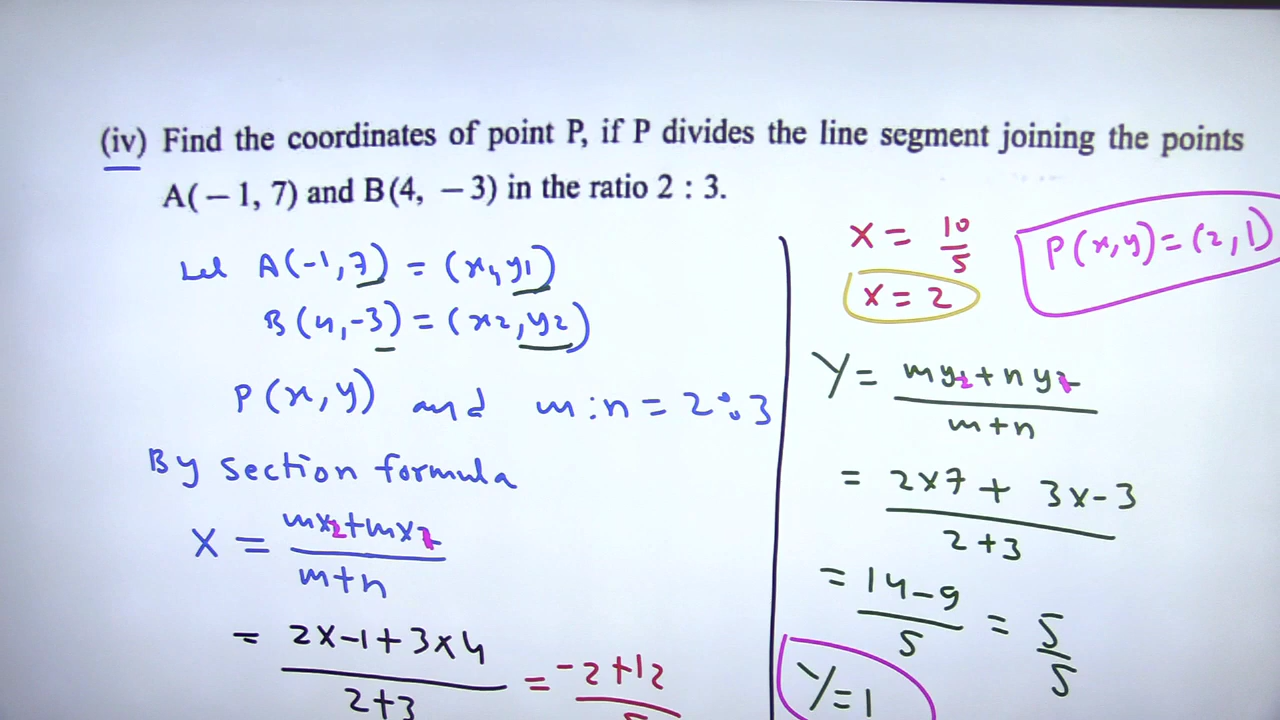 (iv) Find the coordinates of point P, if P divides the line segment joining the points
A(−1, 7) and B(4, −3) in the ratio 2 : 3.
Let A(-1,7) = (x1, y1)
B(4,-3) = (x2, y2)
P(x,y) and m:n = 2:3
By section formula
X = mx2+mx1
m+n
= 2x-1+3x4
2+3
= -2+12
x = 10
5
x = 2
P(x,y) = (2,1)
Y = my2+ny1
m+n
= 2x7 + 3x-3
2+3
= 14-9
5
= 5
5
Y=1